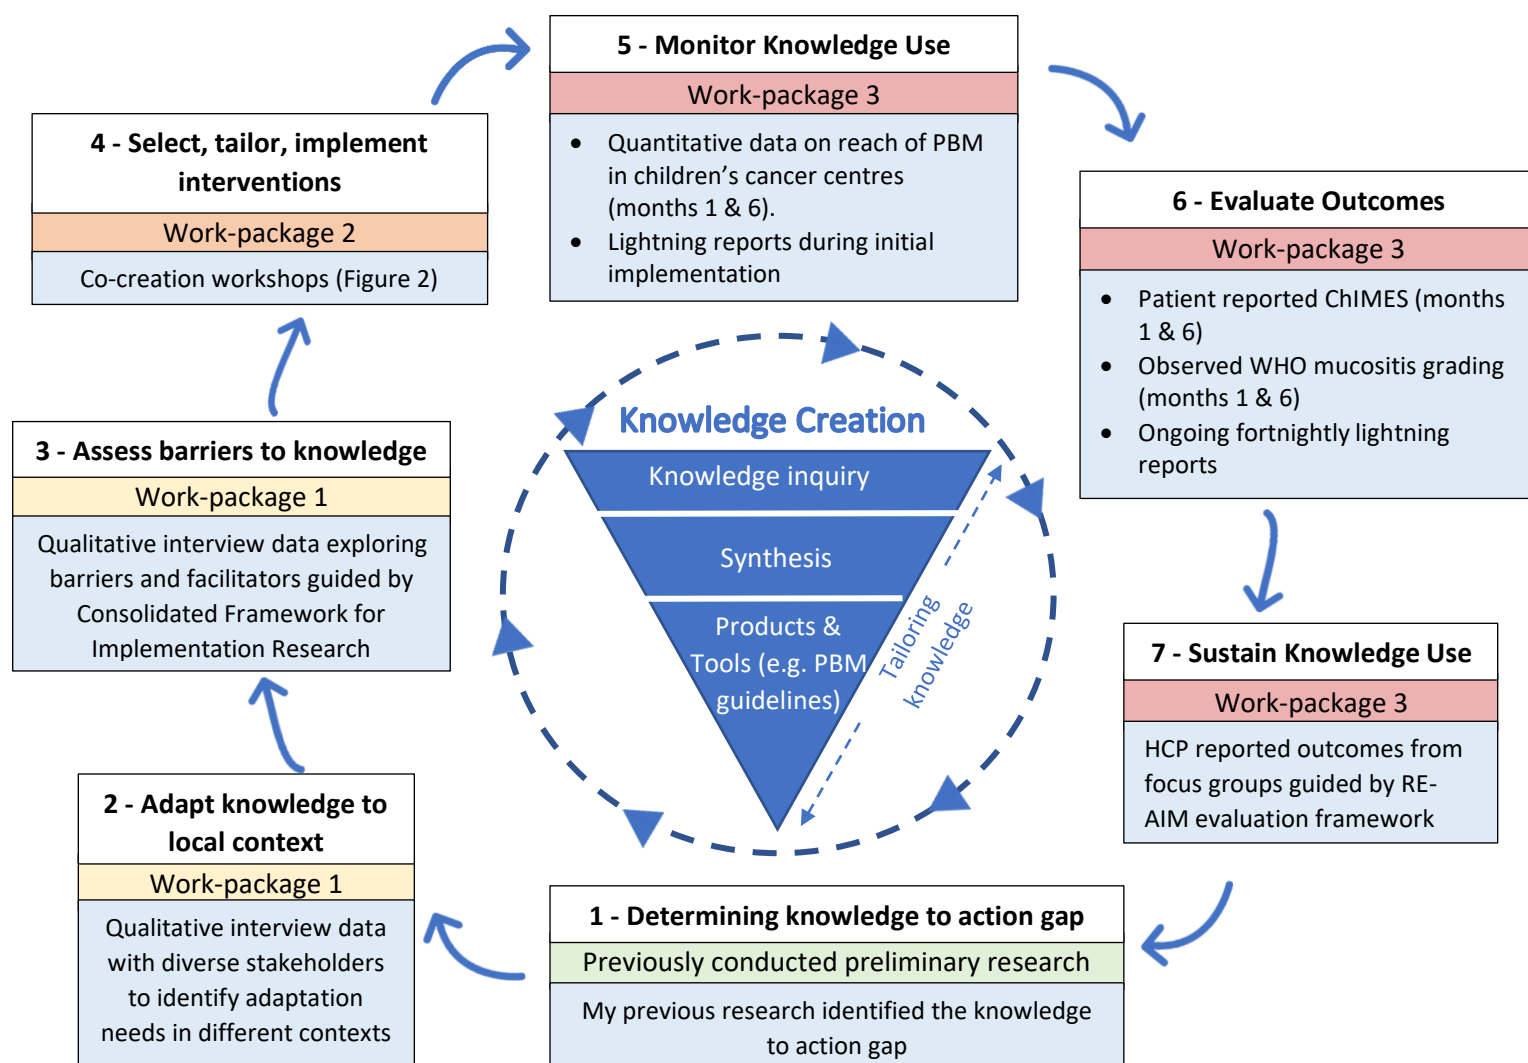 5 - Monitor Knowledge Use
Work-package 3
• Quantitative data on reach of PBM
in children's cancer centres
(months 1 & 6).
• Lightning reports during initial
implementation
4 - Select, tailor, implement
interventions
Work-package 2
Co-creation workshops (Figure 2)
6 - Evaluate Outcomes
Work-package 3
• Patient reported ChIMES (months
1 & 6)
• Observed WHO mucositis grading
(months 1 & 6)
• Ongoing fortnightly lightning
reports
3 - Assess barriers to knowledge
Work-package 1
Qualitative interview data exploring
barriers and facilitators guided by
Consolidated Framework for
Implementation Research
Knowledge Creation
Knowledge inquiry
Synthesis
Products &
Tools (e.g. PBM
guidelines)
Tailoring
knowledge
7 - Sustain Knowledge Use
Work-package 3
HCP reported outcomes from
focus groups guided by RE-
AIM evaluation framework
2 - Adapt knowledge to
local context
Work-package 1
Qualitative interview data
with diverse stakeholders
to identify adaptation
needs in different contexts
1 - Determining knowledge to action gap
Previously conducted preliminary research
My previous research identified the knowledge
to action gap